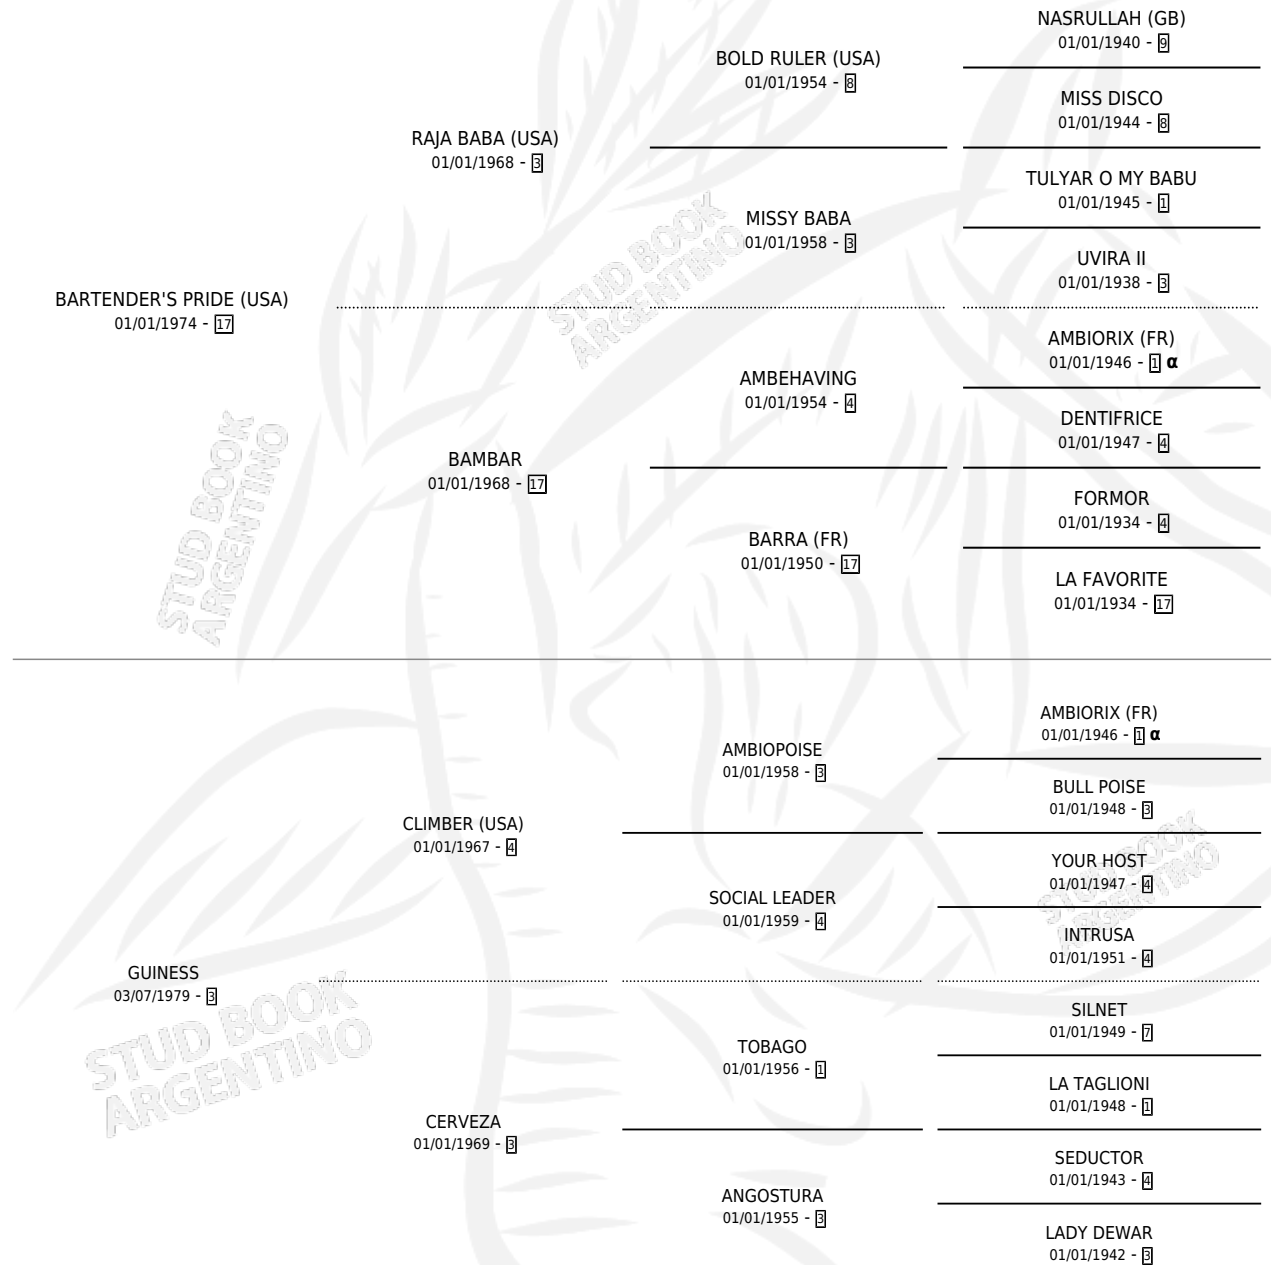 NASRULLAH (GB)
01/01/1940 - 9
BOLD RULER (USA)
01/01/1954 - 8
MISS DISCO
01/01/1944 - 8
RAJA BABA (USA)
01/01/1968 - 3
TULYAR O MY BABU
01/01/1945 - 1
MISSY BABA
01/01/1958 - 3
UVIRA II
01/01/1938 - 3
BARTENDER'S PRIDE (USA)
01/01/1974 - 17
AMBIORIX (FR)
01/01/1946 - 1 α
AMBEHAVING
01/01/1954 - 4
DENTIFRICE
01/01/1947 - 4
BAMBAR
01/01/1968 - 17
FORMOR
01/01/1934 - 4
BARRA (FR)
01/01/1950 - 17
LA FAVORITE
01/01/1934 - 17
AMBIORIX (FR)
01/01/1946 - 1 α
AMBIOPOISE
01/01/1958 - 3
BULL POISE
01/01/1948 - 3
CLIMBER (USA)
01/01/1967 - 4
YOUR HOST
01/01/1947 - 4
SOCIAL LEADER
01/01/1959 - 4
INTRUSA
01/01/1951 - 4
GUINESS
03/07/1979 - 3
SILNET
01/01/1949 - 7
TOBAGO
01/01/1956 - 1
LA TAGLIONI
01/01/1948 - 1
CERVEZA
01/01/1969 - 3
SEDUCTOR
01/01/1943 - 4
ANGOSTURA
01/01/1955 - 3
LADY DEWAR
01/01/1942 - 3
STUD BOOK
ARGENTINO
STUD BOOK
ARGENTINO
STUD BOOK
ARGENTINO
STUD BOOK
ARGENTINO